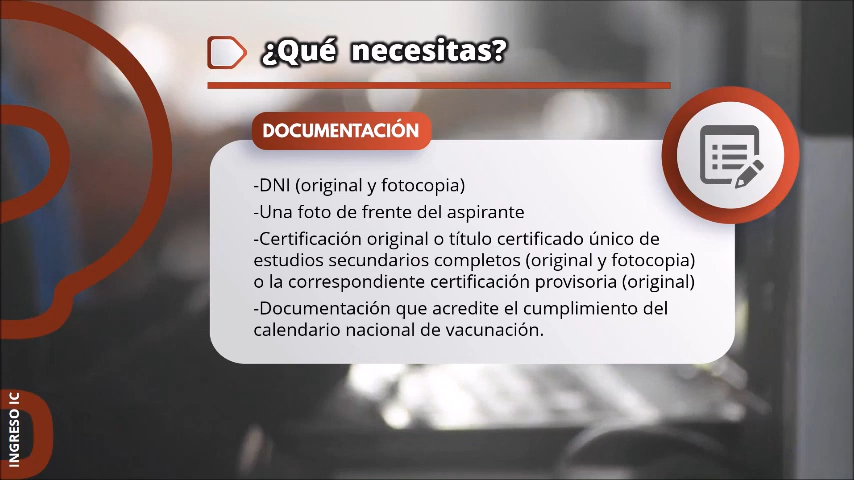 ¿Qué necesitas?
DOCUMENTACIÓN
-DNI (original y fotocopia)
-Una foto de frente del aspirante
-Certificación original o título certificado único de
estudios secundarios completos (original y fotocopia)
o la correspondiente certificación provisoria (original)
-Documentación que acredite el cumplimiento del
calendario nacional de vacunación.
INGRESO IC